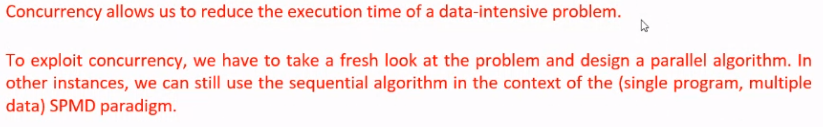 Concurrency allows us to reduce the execution time of a data-intensive problem.
To exploit concurrency, we have to take a fresh look at the problem and design a parallel algorithm. In
other instances, we can still use the sequential algorithm in the context of the (single program, multiple
data) SPMD paradigm.